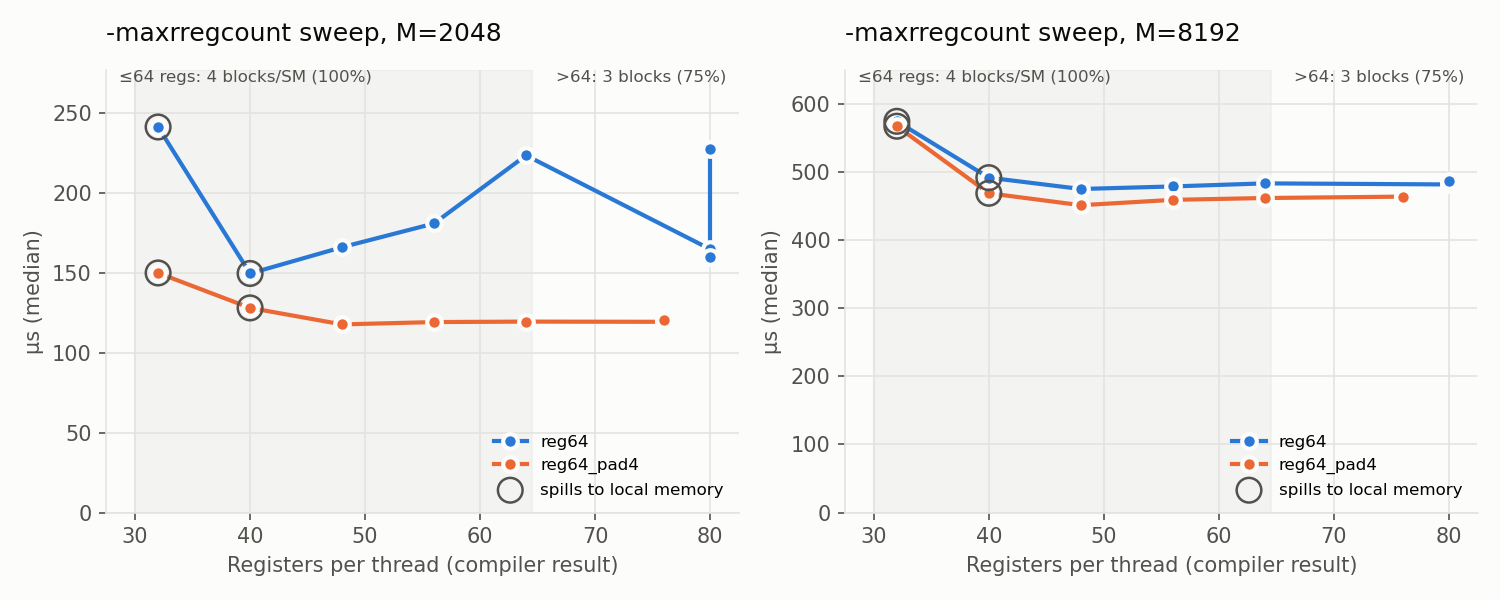 -maxrregcount sweep, M=2048
≤64 regs: 4 blocks/SM (100%)
>64: 3 blocks (75%)
250
200
150
100
50
0
µs (median)
30
40
50
60
70
80
Registers per thread (compiler result)
reg64
reg64_pad4
spills to local memory
-maxrregcount sweep, M=8192
≤64 regs: 4 blocks/SM (100%)
>64: 3 blocks (75%)
600
500
400
300
200
100
0
µs (median)
30
40
50
60
70
80
Registers per thread (compiler result)
reg64
reg64_pad4
spills to local memory